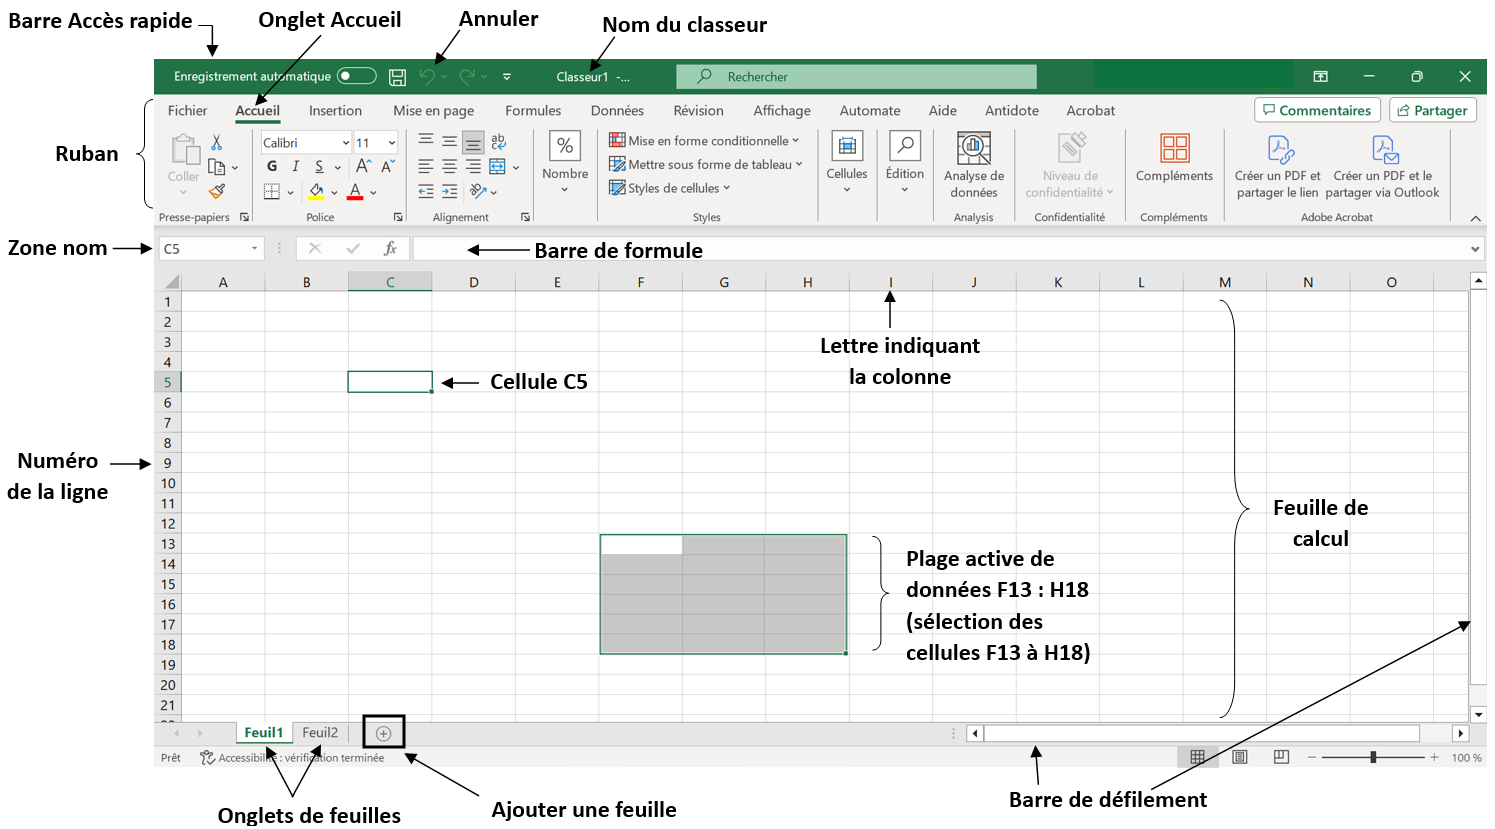 Barre Accès rapide
Onglet Accueil
Annuler
Nom du classeur
Enregistrement automatique
Classeur1 -...
Rechercher
Fichier Accueil Insertion Mise en page Formules Données Révision Affichage Automate Aide Antidote Acrobat
Commentaires
Partager
Ruban
Coller
Presse-papiers
Calibri 11
G I S A A
A
Police
ab
c
Alignement
%
Nombre
Mise en forme conditionnelle
Mettre sous forme de tableau
Styles de cellules
Styles
Cellules
Édition
Analyse de
données
Analysis
Niveau de
confidentialité
Confidentialité
Compléments
Compléments
Créer un PDF et
partager le lien
Créer un PDF et le
partager via Outlook
Adobe Acrobat
Zone nom
C5
fx
Barre de formule
A B C D E F G H I J K L M N O
1
2
3
4
5
6
7
8
9
10
11
12
13
14
15
16
17
18
19
20
21
Lettre indiquant
la colonne
Cellule C5
Numéro
de la ligne
Feuille de
calcul
Plage active de
données F13 : H18
(sélection des
cellules F13 à H18)
Feuil1 Feuil2
Prêt
Accessibilité : vérification terminée
100 %
Onglets de feuilles
Ajouter une feuille
Barre de défilement